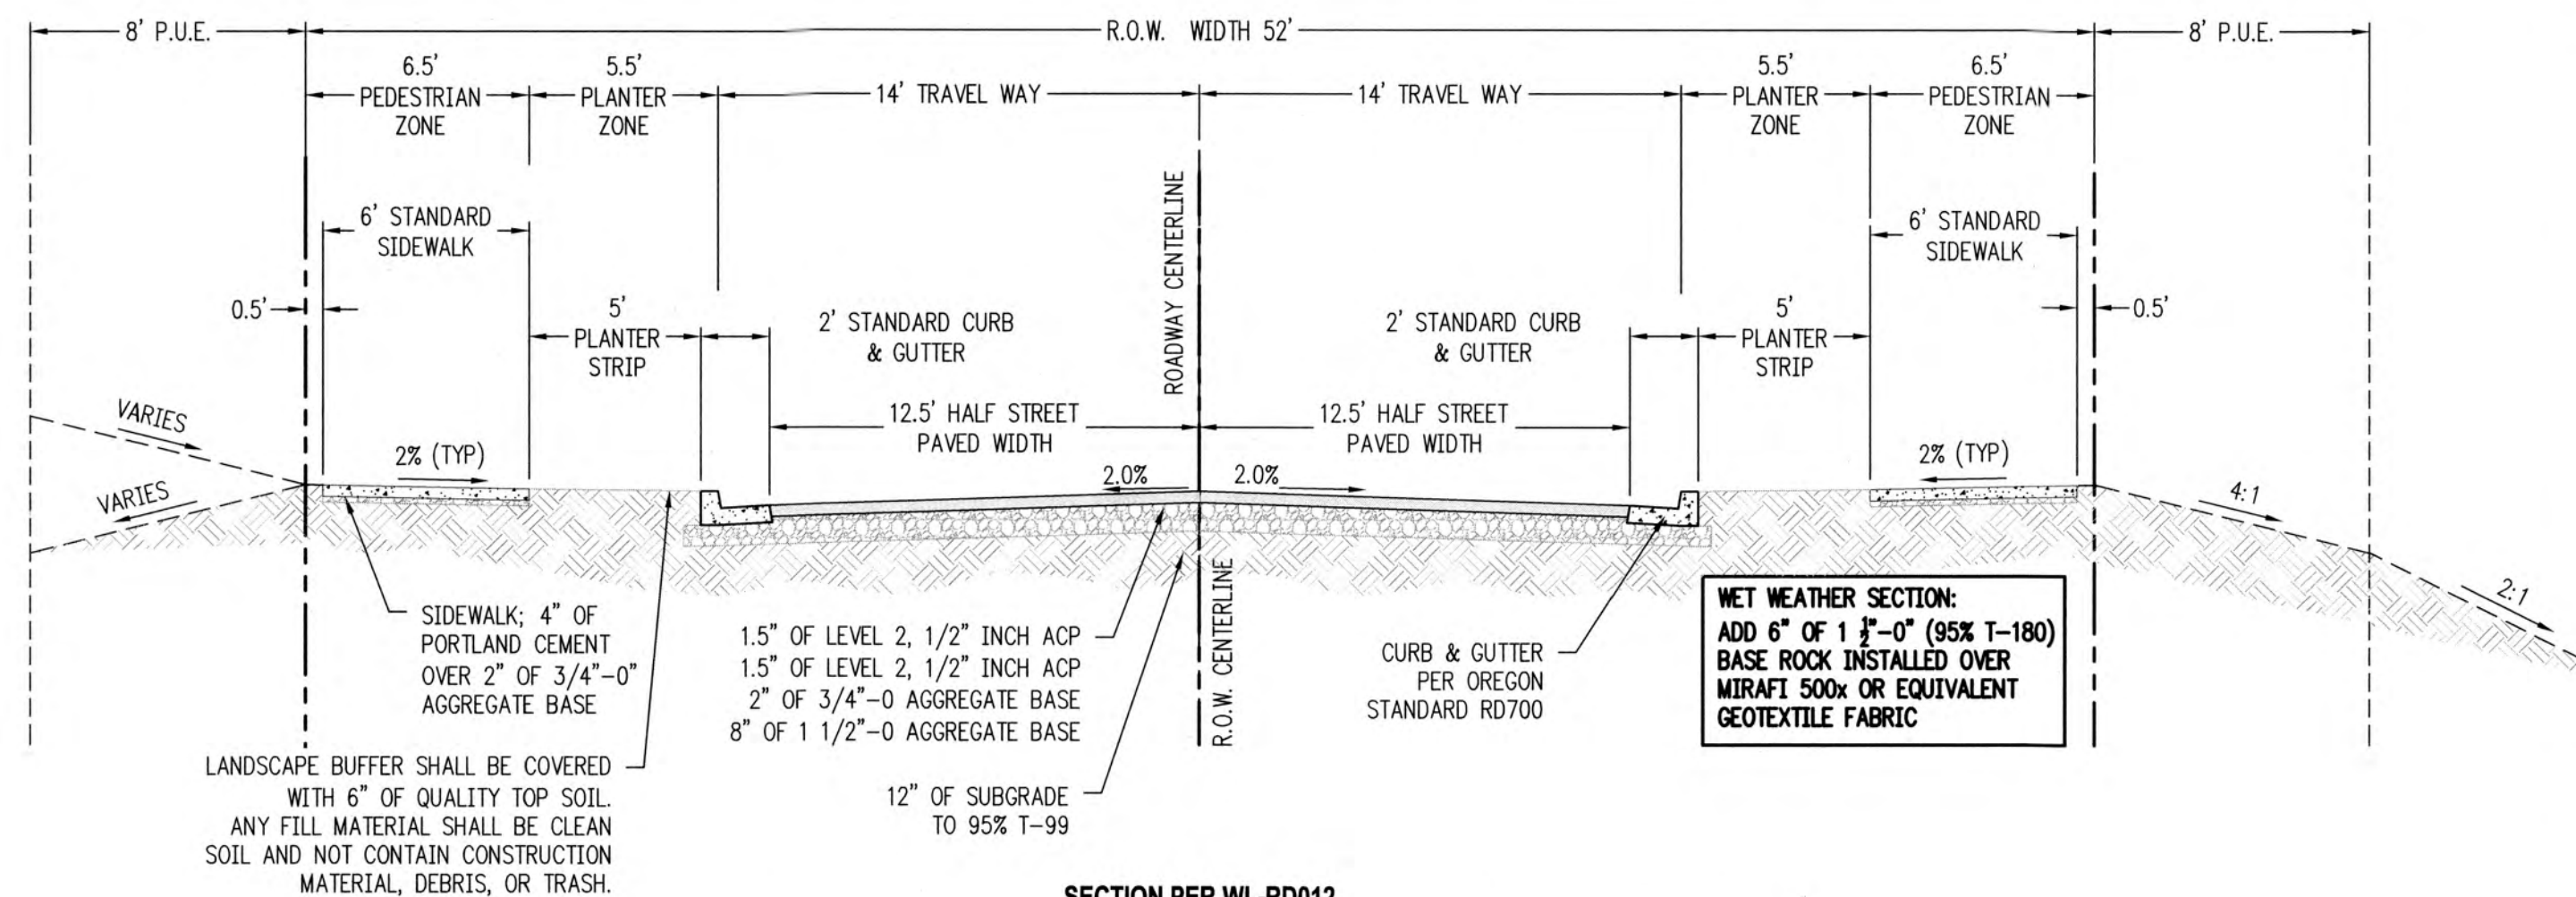 8' P.U.E.
R.O.W. WIDTH 52'
8' P.U.E.
6.5'
PEDESTRIAN
ZONE
5.5'
PLANTER
ZONE
14' TRAVEL WAY
14' TRAVEL WAY
5.5'
PLANTER
ZONE
6.5'
PEDESTRIAN
ZONE
6' STANDARD
SIDEWALK
ROADWAY CENTERLINE
6' STANDARD
SIDEWALK
0.5'
5'
PLANTER
STRIP
2' STANDARD CURB
& GUTTER
2' STANDARD CURB
& GUTTER
5'
PLANTER
STRIP
0.5'
VARIES
VARIES
2% (TYP)
12.5' HALF STREET
PAVED WIDTH
12.5' HALF STREET
PAVED WIDTH
2.0%
2.0%
2% (TYP)
4:1
2:1
SIDEWALK; 4" OF
PORTLAND CEMENT
OVER 2" OF 3/4"-0"
AGGREGATE BASE
LANDSCAPE BUFFER SHALL BE COVERED
WITH 6" OF QUALITY TOP SOIL.
ANY FILL MATERIAL SHALL BE CLEAN
SOIL AND NOT CONTAIN CONSTRUCTION
MATERIAL, DEBRIS, OR TRASH.
1.5" OF LEVEL 2, 1/2" INCH ACP
1.5" OF LEVEL 2, 1/2" INCH ACP
2" OF 3/4"-0 AGGREGATE BASE
8" OF 1 1/2"-0 AGGREGATE BASE
12" OF SUBGRADE
TO 95% T-99
R.O.W. CENTERLINE
CURB & GUTTER
PER OREGON
STANDARD RD700
WET WEATHER SECTION:
ADD 6" OF 1 1/2"-0" (95% T-180)
BASE ROCK INSTALLED OVER
MIRAFI 500x OR EQUIVALENT
GEOTEXTILE FABRIC
SECTION PER WL-RD012